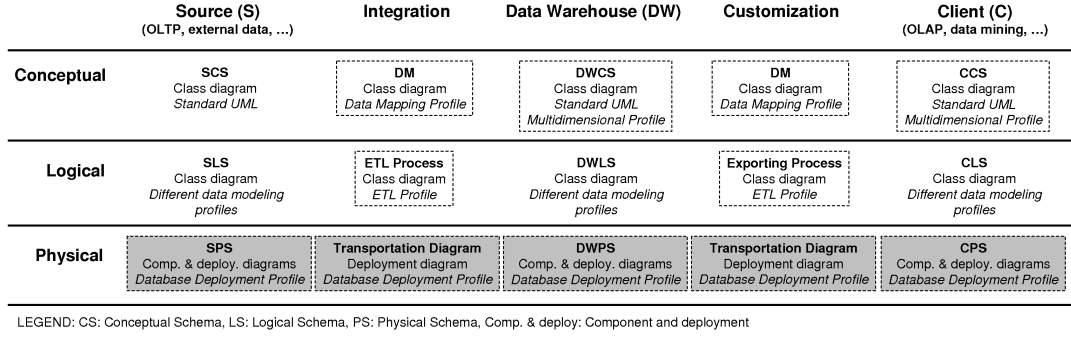 Source (S) Integration Data Warehouse (DW) Customization Client (C)
(OLTP, external data, ...) (OLAP, data mining, ...)
Conceptual
SCS DM DWCS DM CCS
Class diagram Class diagram Class diagram Class diagram Class diagram
Standard UML Data Mapping Profile Standard UML Data Mapping Profile Standard UML
Multidimensional Profile Multidimensional Profile
Logical
SLS ETL Process DWLS Exporting Process CLS
Class diagram Class diagram Class diagram Class diagram Class diagram
Different data modeling ETL Profile Different data modeling ETL Profile Different data modeling
profiles profiles profiles
Physical
SPS Transportation Diagram DWPS Transportation Diagram CPS
Comp. & deploy. diagrams Deployment diagram Comp. & deploy. diagrams Deployment diagram Comp. & deploy. diagrams
Database Deployment Profile Database Deployment Profile Database Deployment Profile Database Deployment Profile Database Deployment Profile
LEGEND: CS: Conceptual Schema, LS: Logical Schema, PS: Physical Schema, Comp. & deploy: Component and deployment